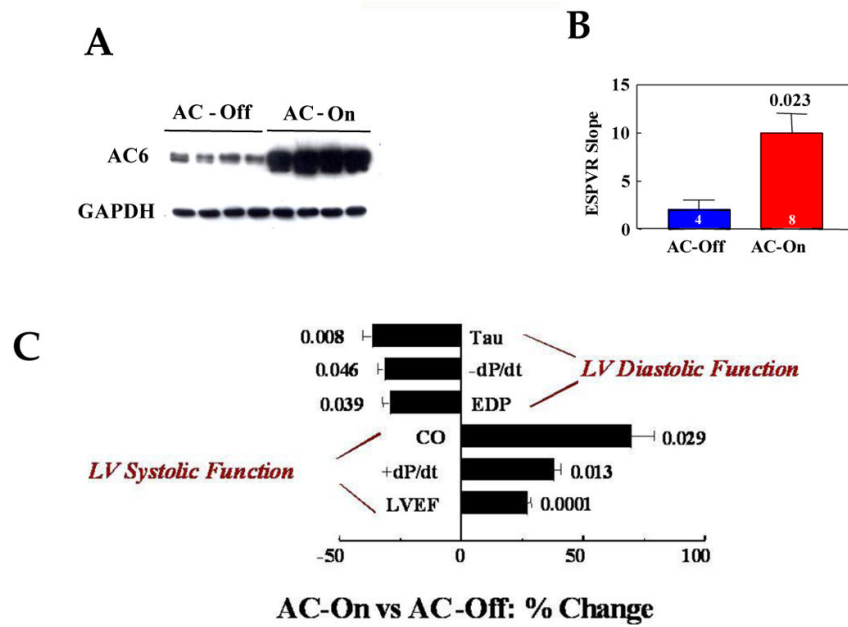 A
AC - Off AC - On
AC6
GAPDH
B
15
10
5
0
ESPVR Slope
0.023
4
8
AC-Off AC-On
C
0.008 Tau
0.046 -dP/dt
0.039 EDP
LV Diastolic Function
CO 0.029
+dP/dt 0.013
LVEF 0.0001
LV Systolic Function
-50 0 50 100
AC-On vs AC-Off: % Change